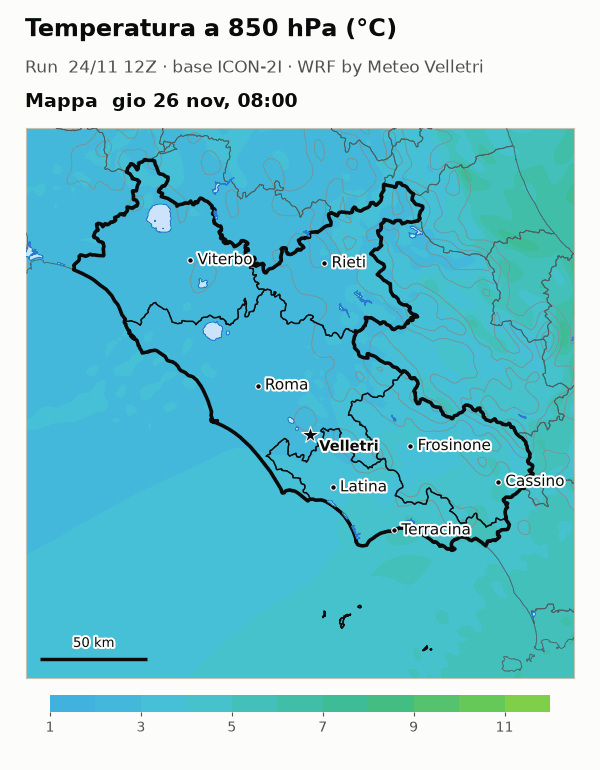 Temperatura a 850 hPa (°C)
Run  24/11 12Z · base ICON-2I · WRF by Meteo Velletri
Mappa  gio 26 nov, 08:00
Viterbo
Rieti
Roma
Velletri
Frosinone
Cassino
Latina
Terracina
50 km
1 3 5 7 9 11